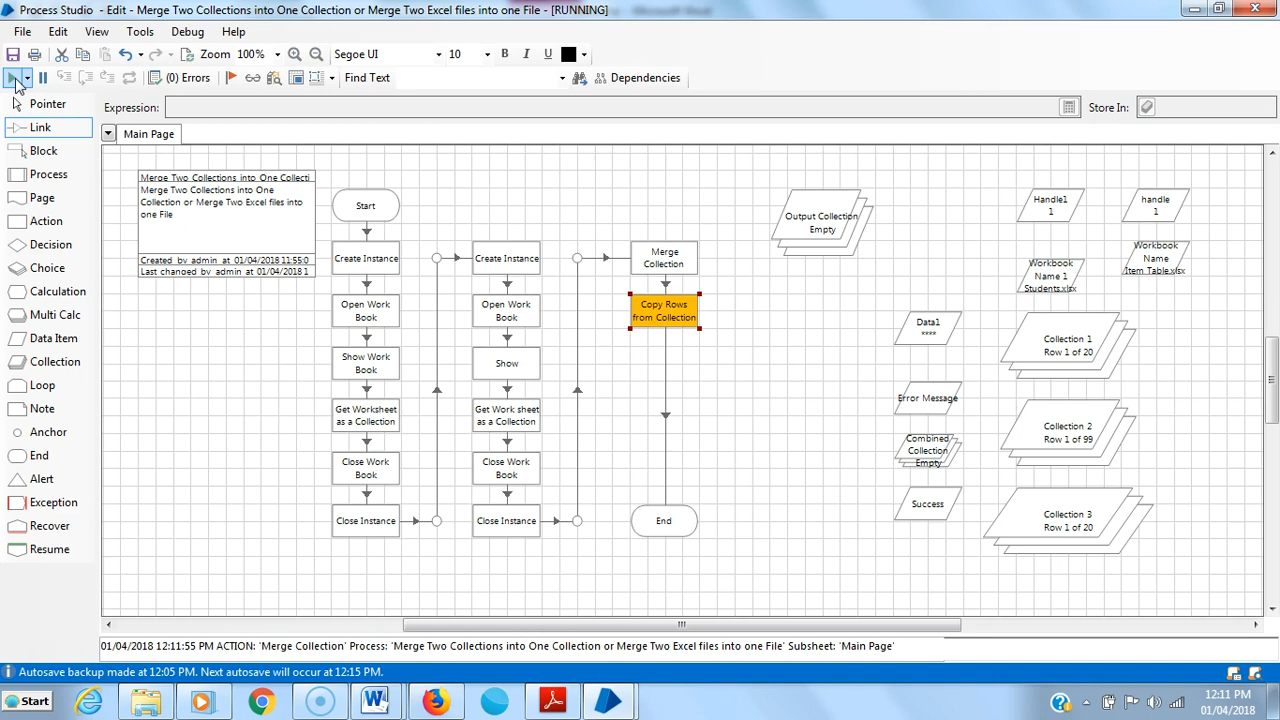 Process Studio - Edit - Merge Two Collections into One Collection or Merge Two Excel files into one File - [RUNNING]
File Edit View Tools Debug Help
Zoom 100% Segoe UI 10 B I U
(0) Errors Find Text Dependencies
Expression: Store In:
Pointer
Link
Block
Process
Page
Action
Decision
Choice
Calculation
Multi Calc
Data Item
Collection
Loop
Note
Anchor
End
Alert
Exception
Recover
Resume
Main Page
Merge Two Collections into One Collecti
Merge Two Collections into One
Collection or Merge Two Excel files into
one File
Created by admin at 01/04/2018 11:55:0
Last changed by admin at 01/04/2018 1
Start
Create Instance
Open Work
Book
Show Work
Book
Get Worksheet
as a Collection
Close Work
Book
Close Instance
Create Instance
Open Work
Book
Show
Get Work sheet
as a Collection
Close Work
Book
Close Instance
Merge
Collection
Copy Rows
from Collection
End
Output Collection
Empty
Handle1
1
handle
1
Workbook
Name 1
Students.xlsx
Workbook
Name
Item Table.xlsx
Data1
****
Collection 1
Row 1 of 20
Error Message
Collection 2
Row 1 of 99
Combined
Collection
Empty
Success
Collection 3
Row 1 of 20
01/04/2018 12:11:55 PM ACTION: 'Merge Collection' Process: 'Merge Two Collections into One Collection or Merge Two Excel files into one File' Subsheet: 'Main Page'
Autosave backup made at 12:05 PM. Next autosave will occur at 12:15 PM.
Start
12:11 PM
01/04/2018